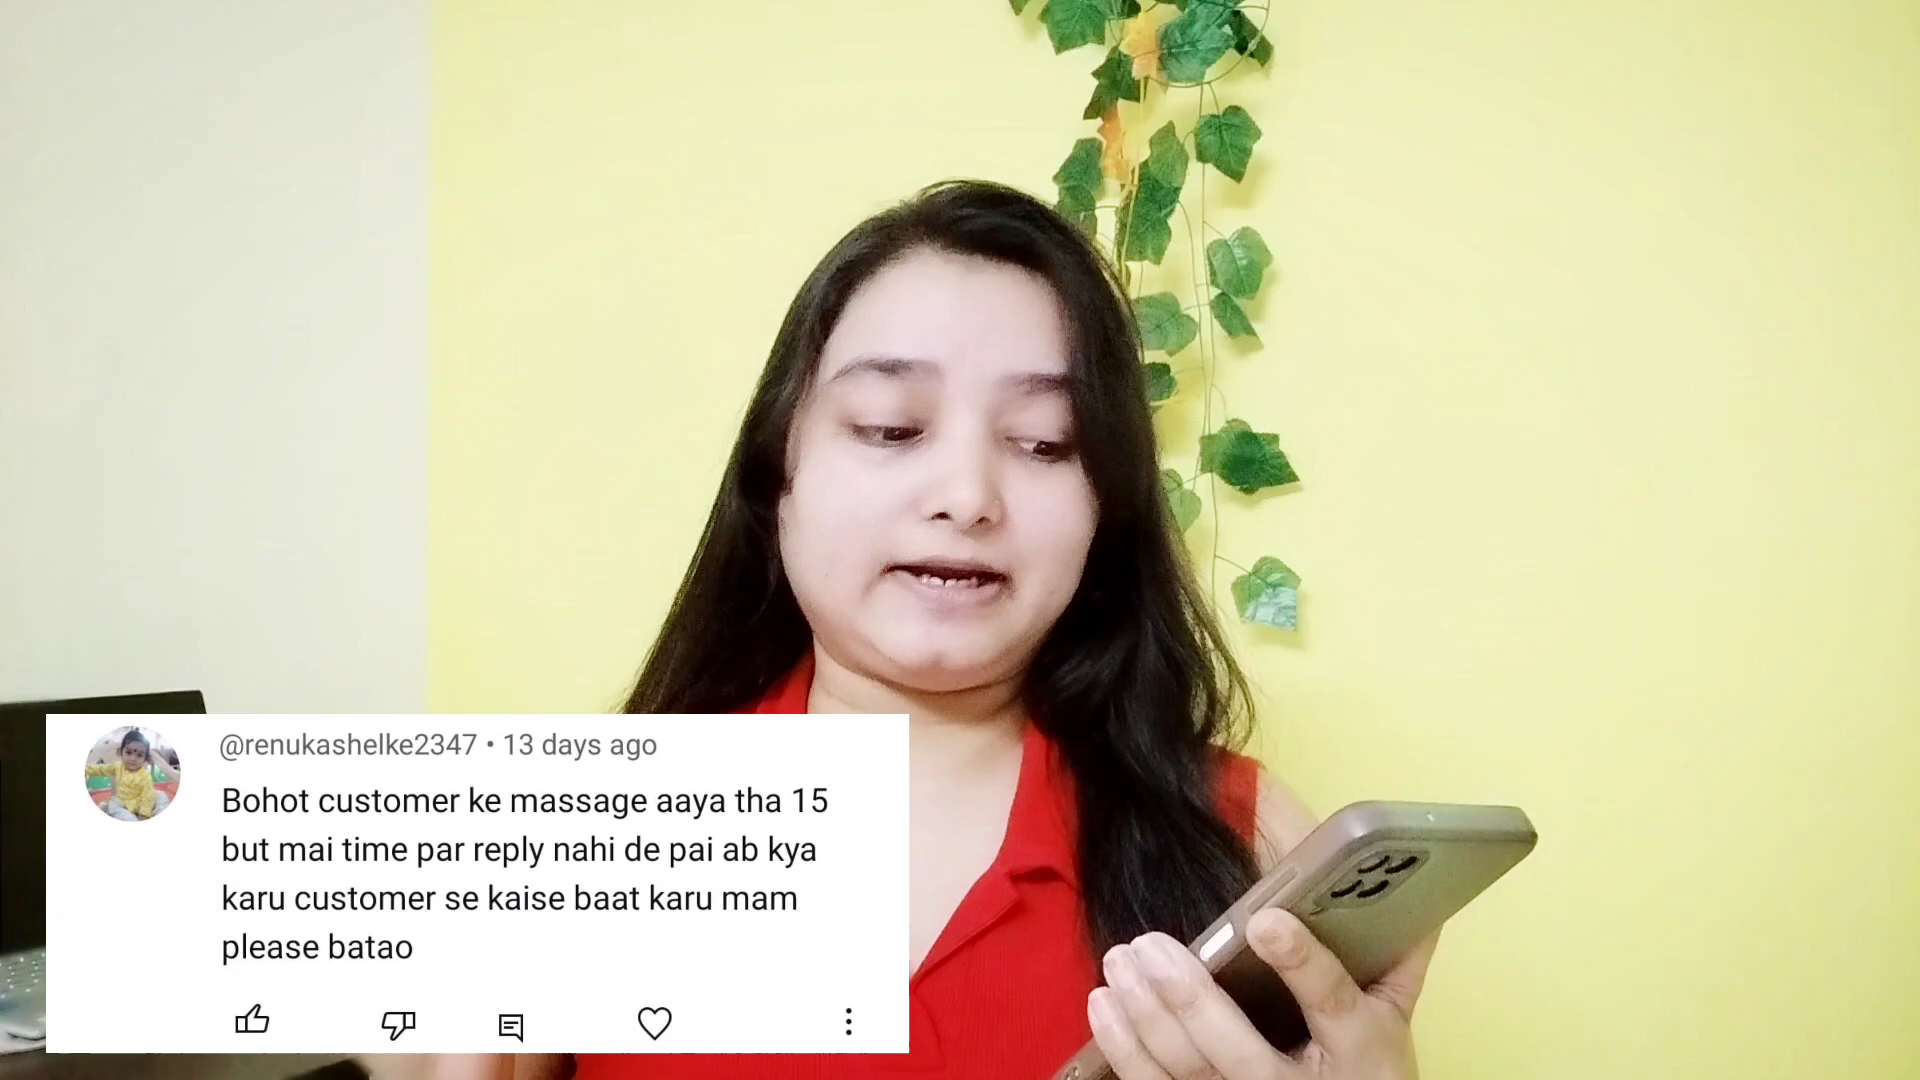 @renukashelke2347 • 13 days ago
Bohot customer ke massage aaya tha 15
but mai time par reply nahi de pai ab kya
karu customer se kaise baat karu mam
please batao